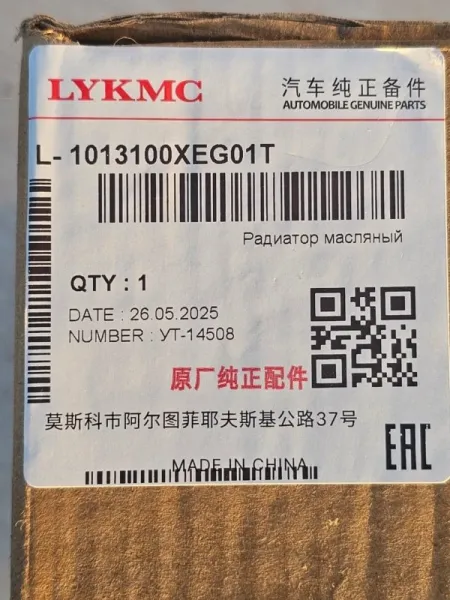 LYKMC
汽车纯正备件
AUTOMOBILE GENUINE PARTS
L- 1013100XEG01T
Радиатор масляный
QTY : 1
DATE : 26.05.2025
NUMBER : УТ-14508
原厂纯正配件
莫斯科市阿尔图菲耶夫斯基公路37号
EAC
MADE IN CHINA